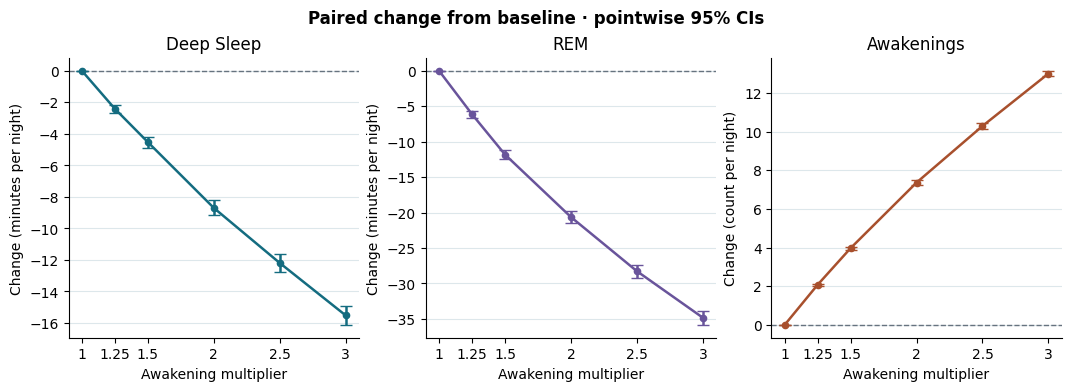 Paired change from baseline · pointwise 95% CIs
Deep Sleep
Change (minutes per night)
0
−2
−4
−6
−8
−10
−12
−14
−16
1 1.25 1.5 2 2.5 3
Awakening multiplier
REM
Change (minutes per night)
0
−5
−10
−15
−20
−25
−30
−35
1 1.25 1.5 2 2.5 3
Awakening multiplier
Awakenings
Change (count per night)
12
10
8
6
4
2
0
1 1.25 1.5 2 2.5 3
Awakening multiplier